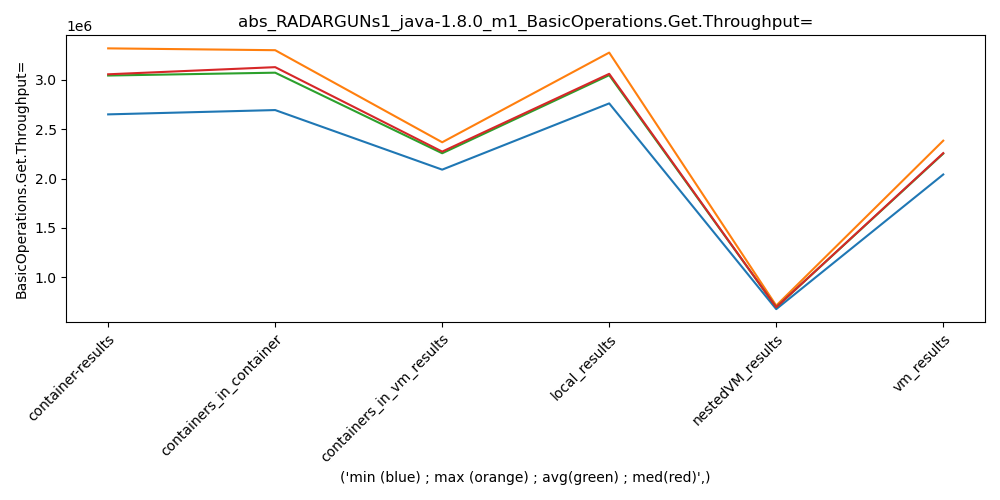 abs_RADARGUNs1_java-1.8.0_m1_BasicOperations.Get.Throughput=
1e6
3.0
2.5
2.0
1.5
1.0
BasicOperations.Get.Throughput=
container-results
containers_in_container
containers_in_vm_results
local_results
nestedVM_results
vm_results
('min (blue) ; max (orange) ; avg(green) ; med(red)',)